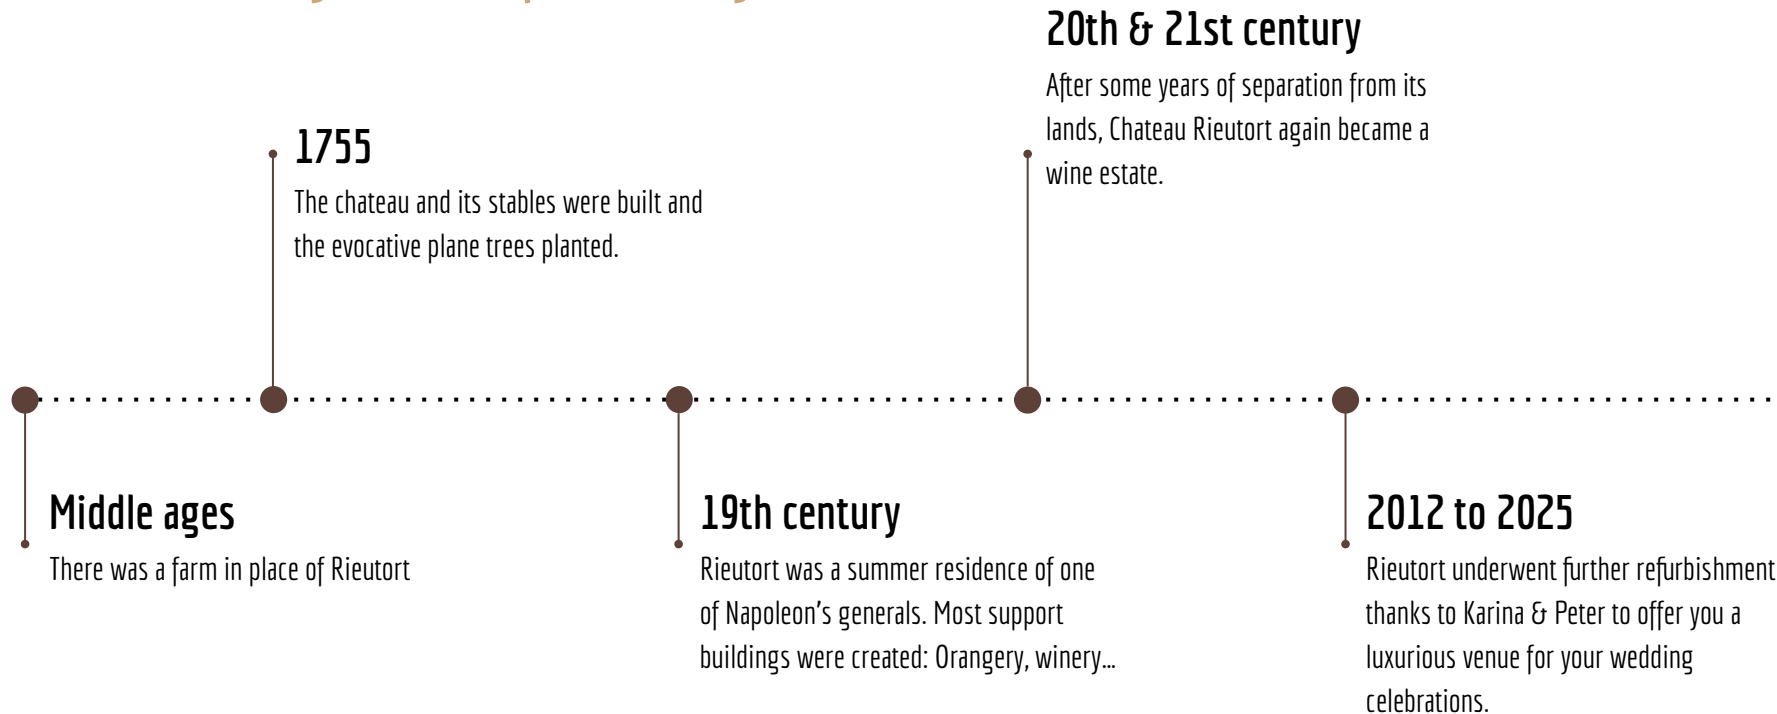 20th & 21st century
After some years of separation from its
lands, Chateau Rieutort again became a
wine estate.
1755
The chateau and its stables were built and
the evocative plane trees planted.
Middle ages
There was a farm in place of Rieutort
19th century
Rieutort was a summer residence of one
of Napoleon's generals. Most support
buildings were created: Orangery, winery...
2012 to 2025
Rieutort underwent further refurbishment
thanks to Karina & Peter to offer you a
luxurious venue for your wedding
celebrations.